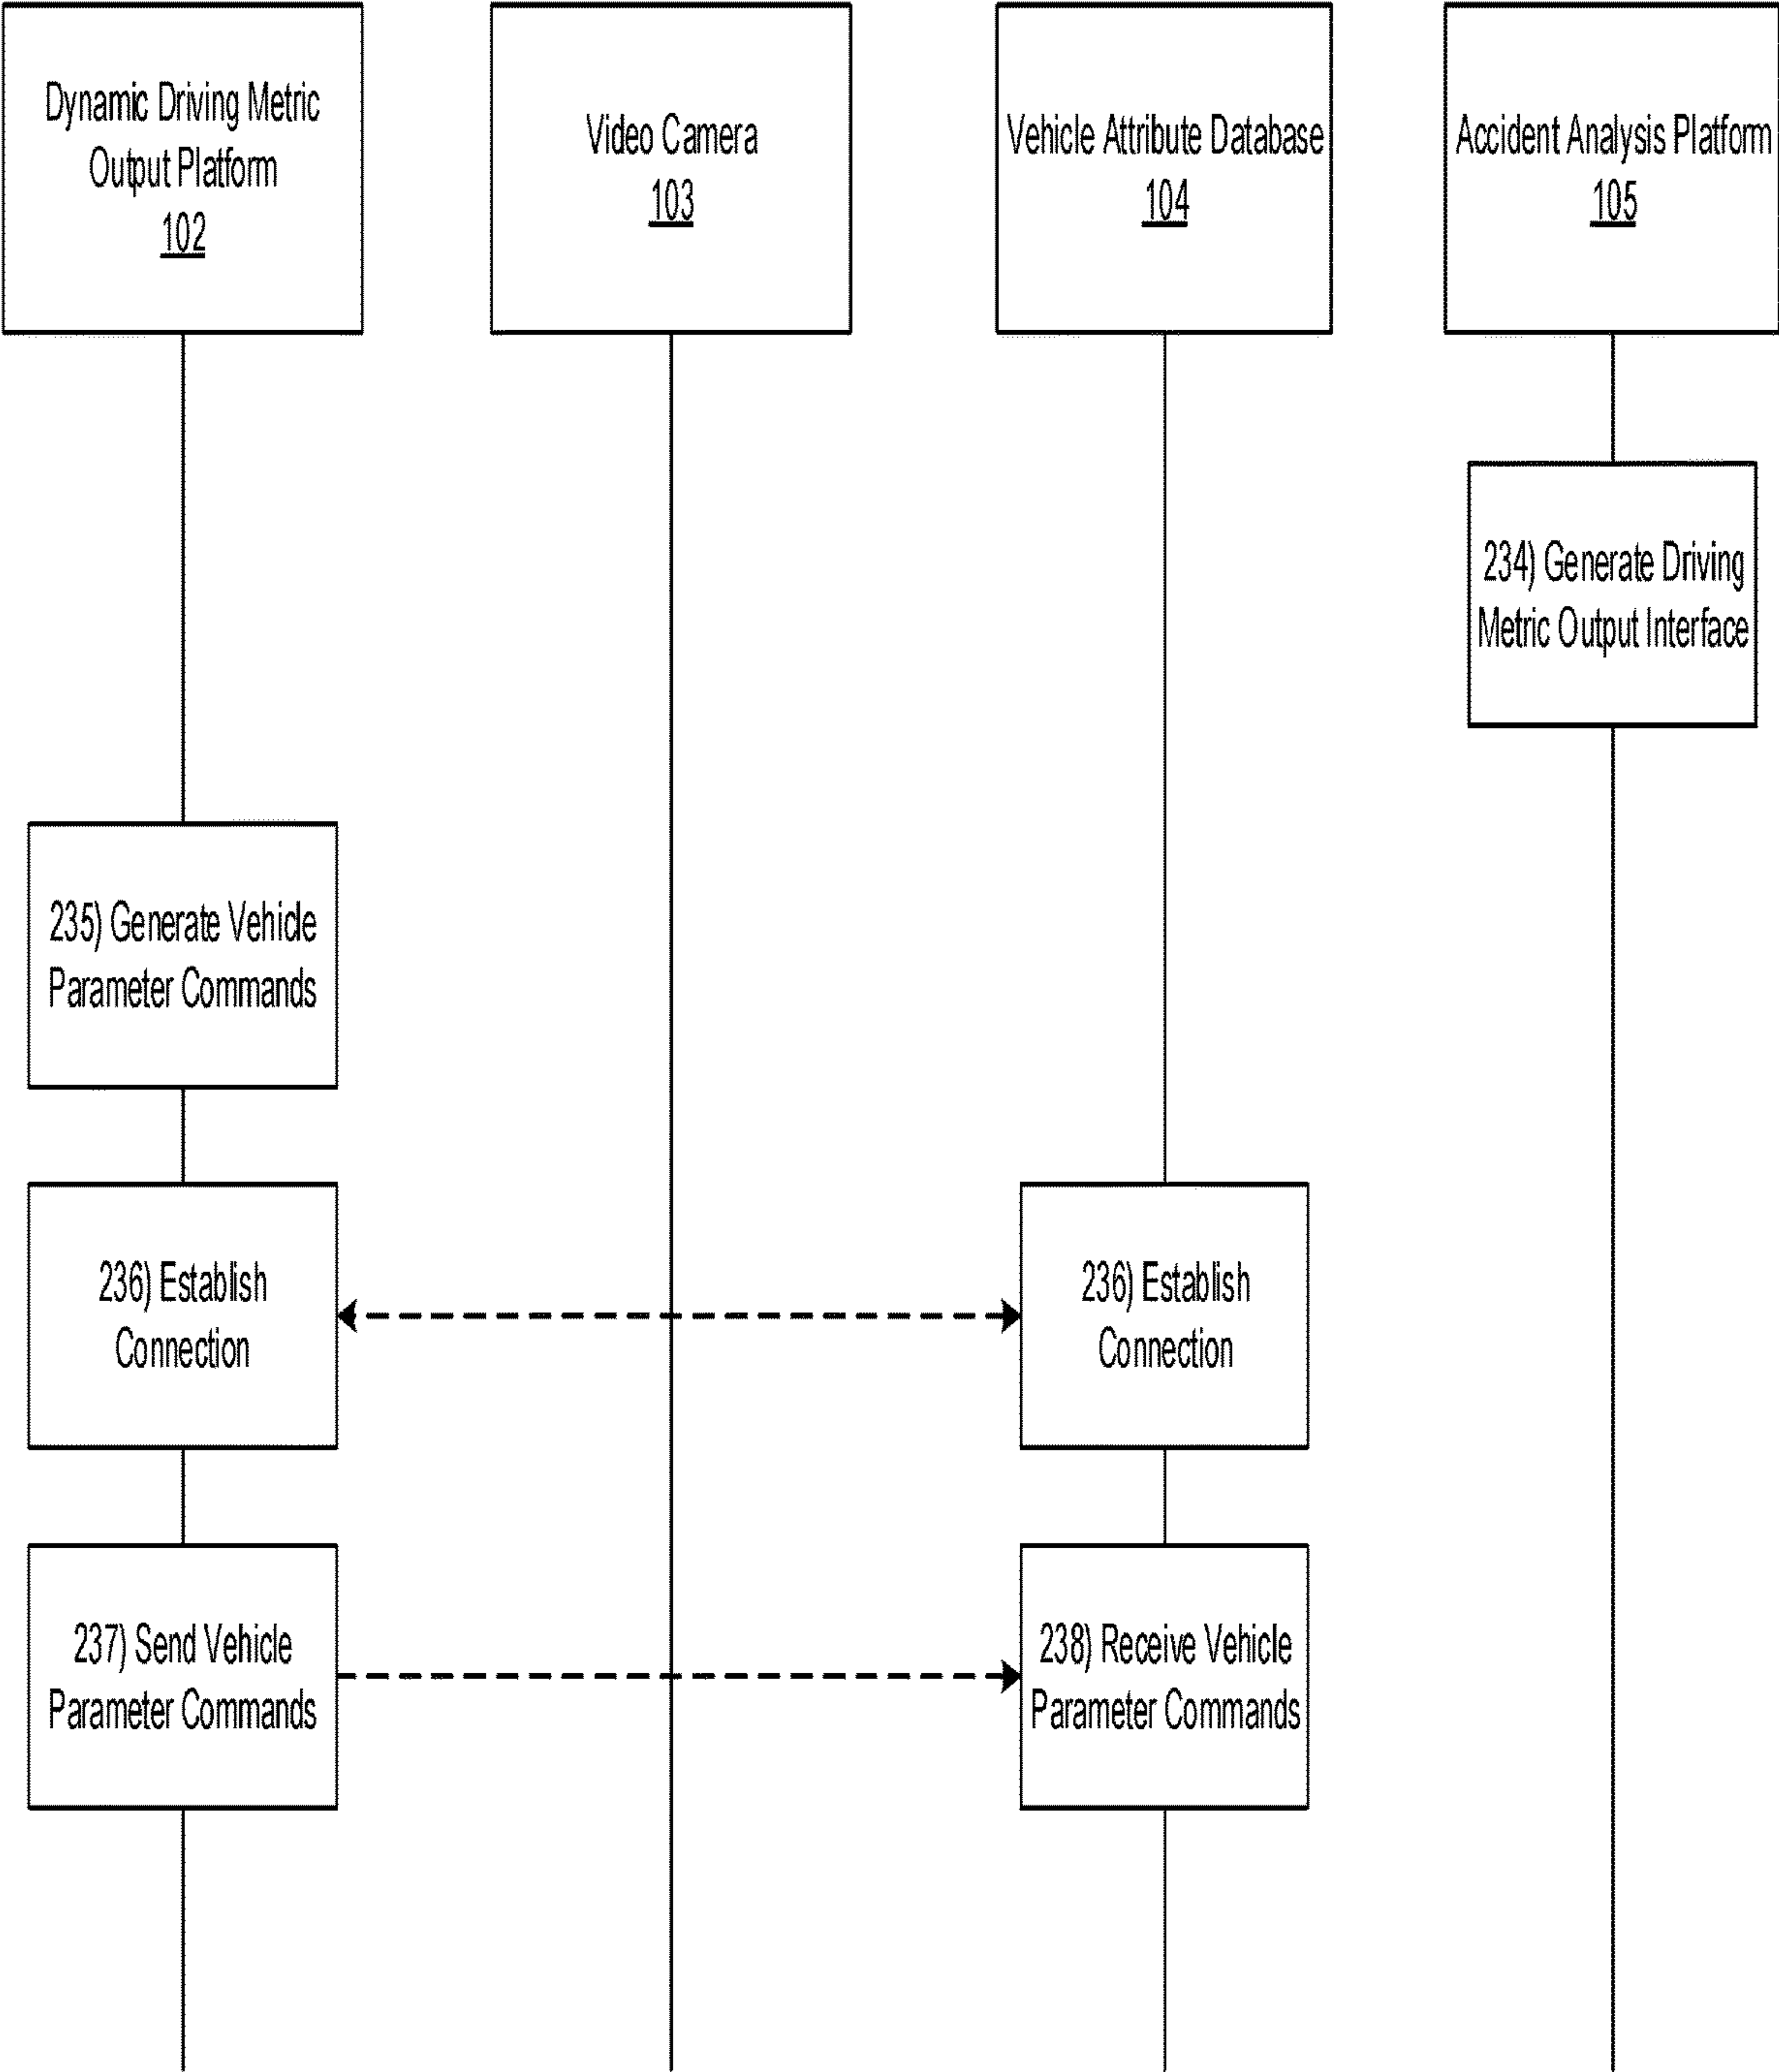 Dynamic Driving Metric
Output Platform
102
Video Camera
103
Vehicle Attribute Database
104
Accident Analysis Platform
105
234) Generate Driving
Metric Output Interface
235) Generate Vehicle
Parameter Commands
236) Establish
Connection
236) Establish
Connection
237) Send Vehicle
Parameter Commands
238) Receive Vehicle
Parameter Commands